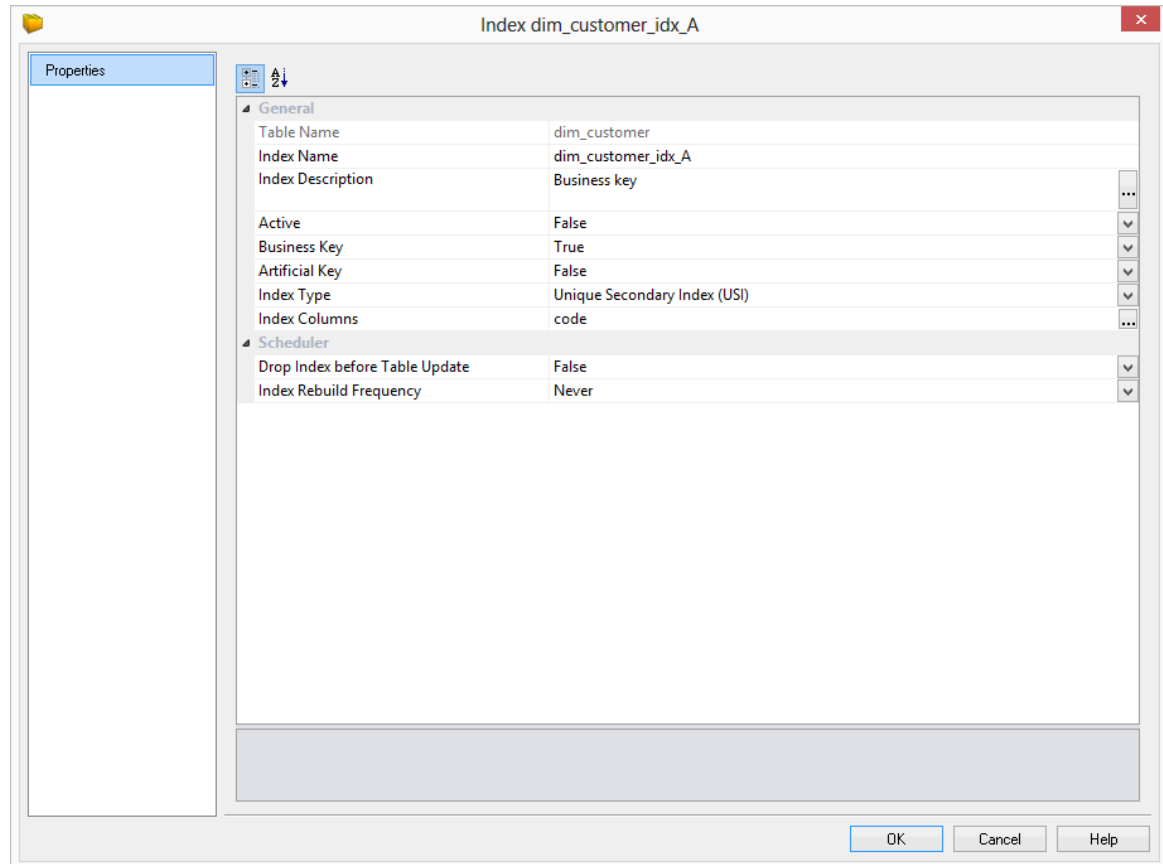 Index dim_customer_idx_A
Properties
General
Table Name dim_customer
Index Name dim_customer_idx_A
Index Description Business key
...
Active False
Business Key True
Artificial Key False
Index Type Unique Secondary Index (USI)
Index Columns code ...
Scheduler
Drop Index before Table Update False
Index Rebuild Frequency Never
OK Cancel Help